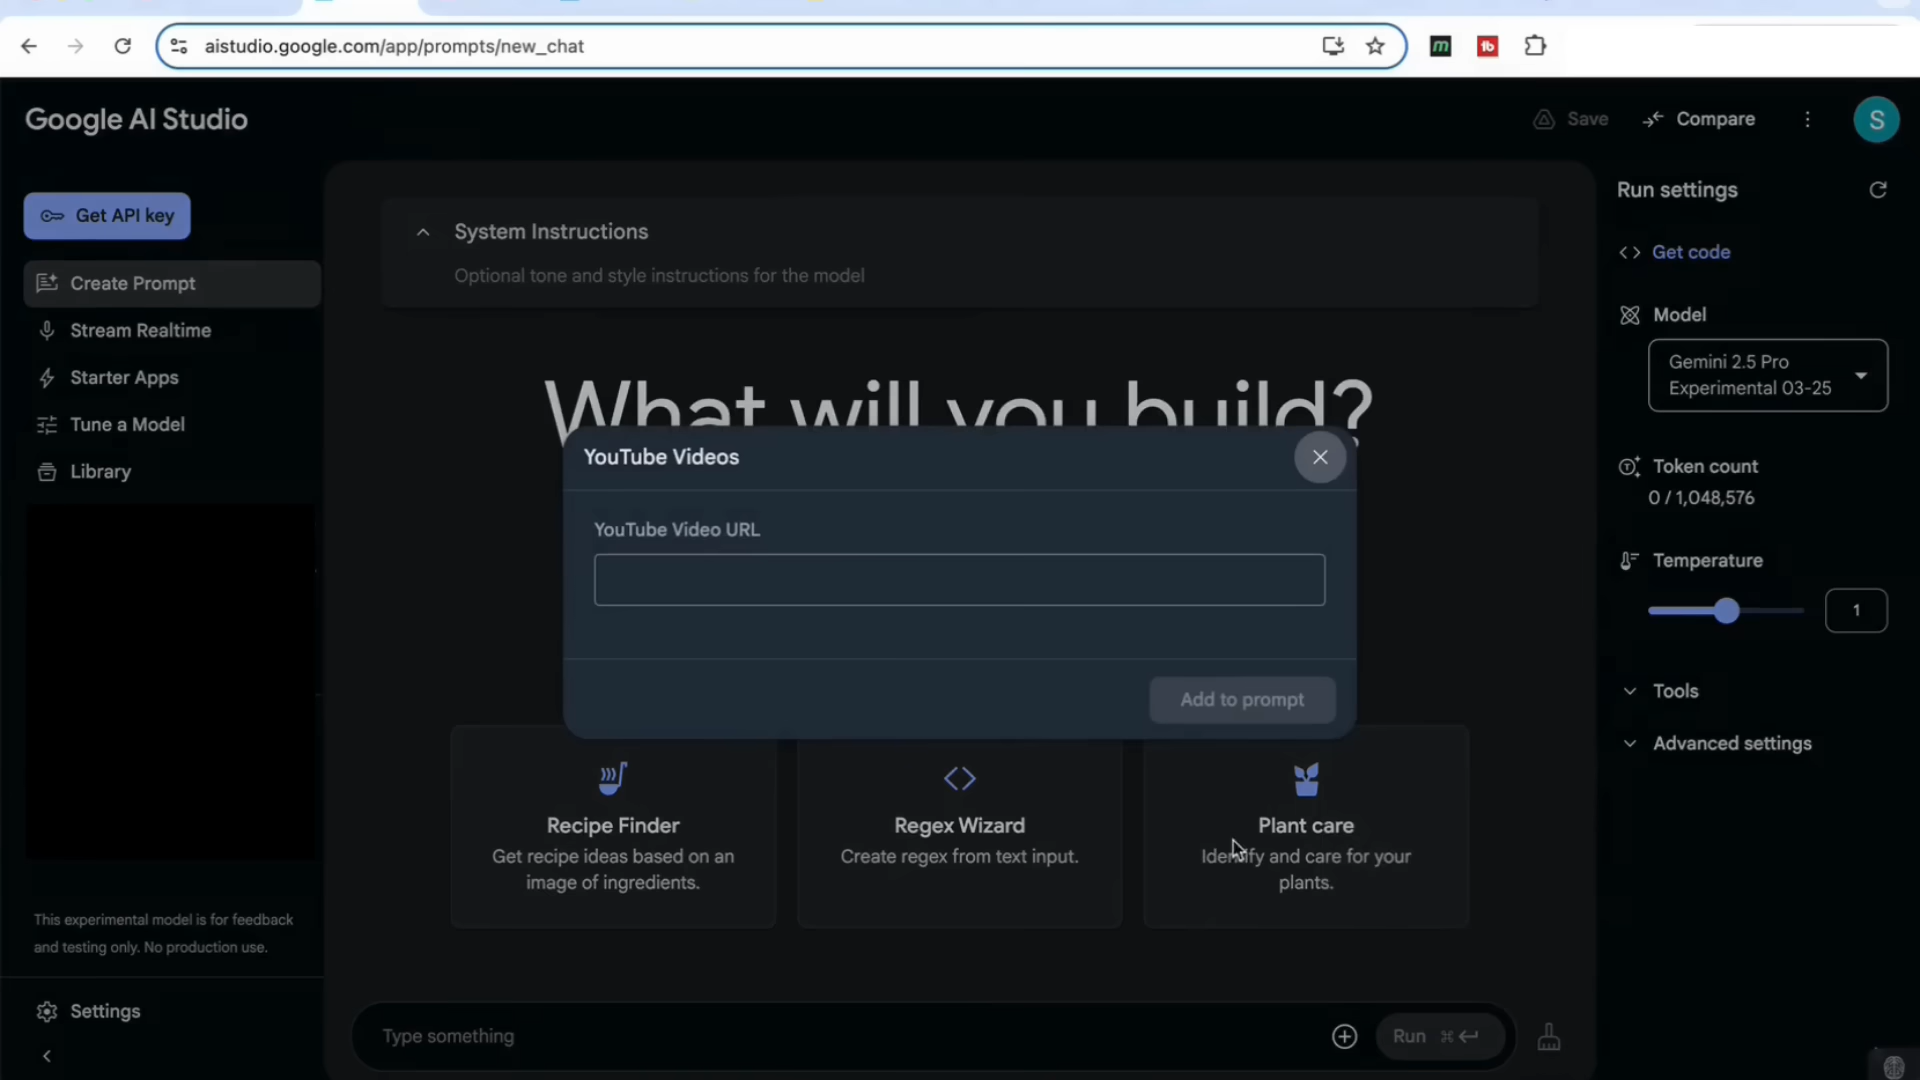 aistudio.google.com/app/prompts/new_chat
Google AI Studio
Save
Compare
S
Get API key
Create Prompt
Stream Realtime
Starter Apps
Tune a Model
Library
This experimental model is for feedback
and testing only. No production use.
Settings
System Instructions
Optional tone and style instructions for the model
What will you build?
YouTube Videos
YouTube Video URL
Add to prompt
Recipe Finder
Get recipe ideas based on an
image of ingredients.
Regex Wizard
Create regex from text input.
Plant care
Identify and care for your
plants.
Type something
Run ⌘ ↵
Run settings
Get code
Model
Gemini 2.5 Pro
Experimental 03-25
Token count
0 / 1,048,576
Temperature
1
Tools
Advanced settings